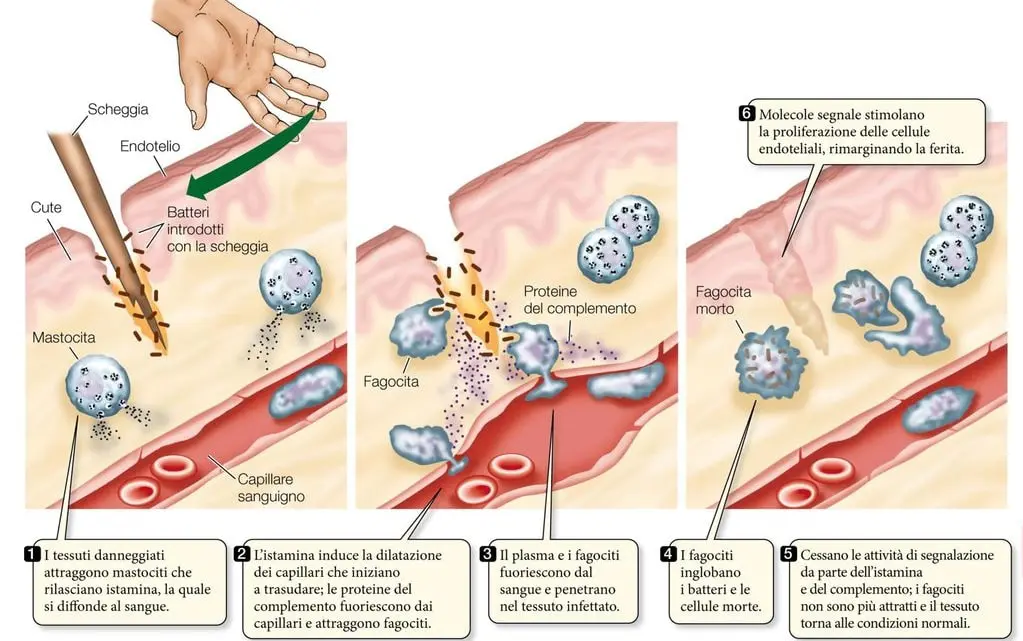 Scheggia
Endotelio
Cute
Batteri
introdotti
con la scheggia
Mastocita
Capillare
sanguigno
Proteine
del complemento
Fagocita
6 Molecole segnale stimolano
la proliferazione delle cellule
endoteliali, rimarginando la ferita.
Fagocita
morto
1 I tessuti danneggiati
attraggono mastociti che
rilasciano istamina, la quale
si diffonde al sangue.
2 L'istamina induce la dilatazione
dei capillari che iniziano
a trasudare; le proteine del
complemento fuoriescono dai
capillari e attraggono fagociti.
3 Il plasma e i fagociti
fuoriescono dal
sangue e penetrano
nel tessuto infettato.
4 I fagociti
inglobano
i batteri e le
cellule morte.
5 Cessano le attività di segnalazione
da parte dell'istamina
e del complemento; i fagociti
non sono più attratti e il tessuto
torna alle condizioni normali.